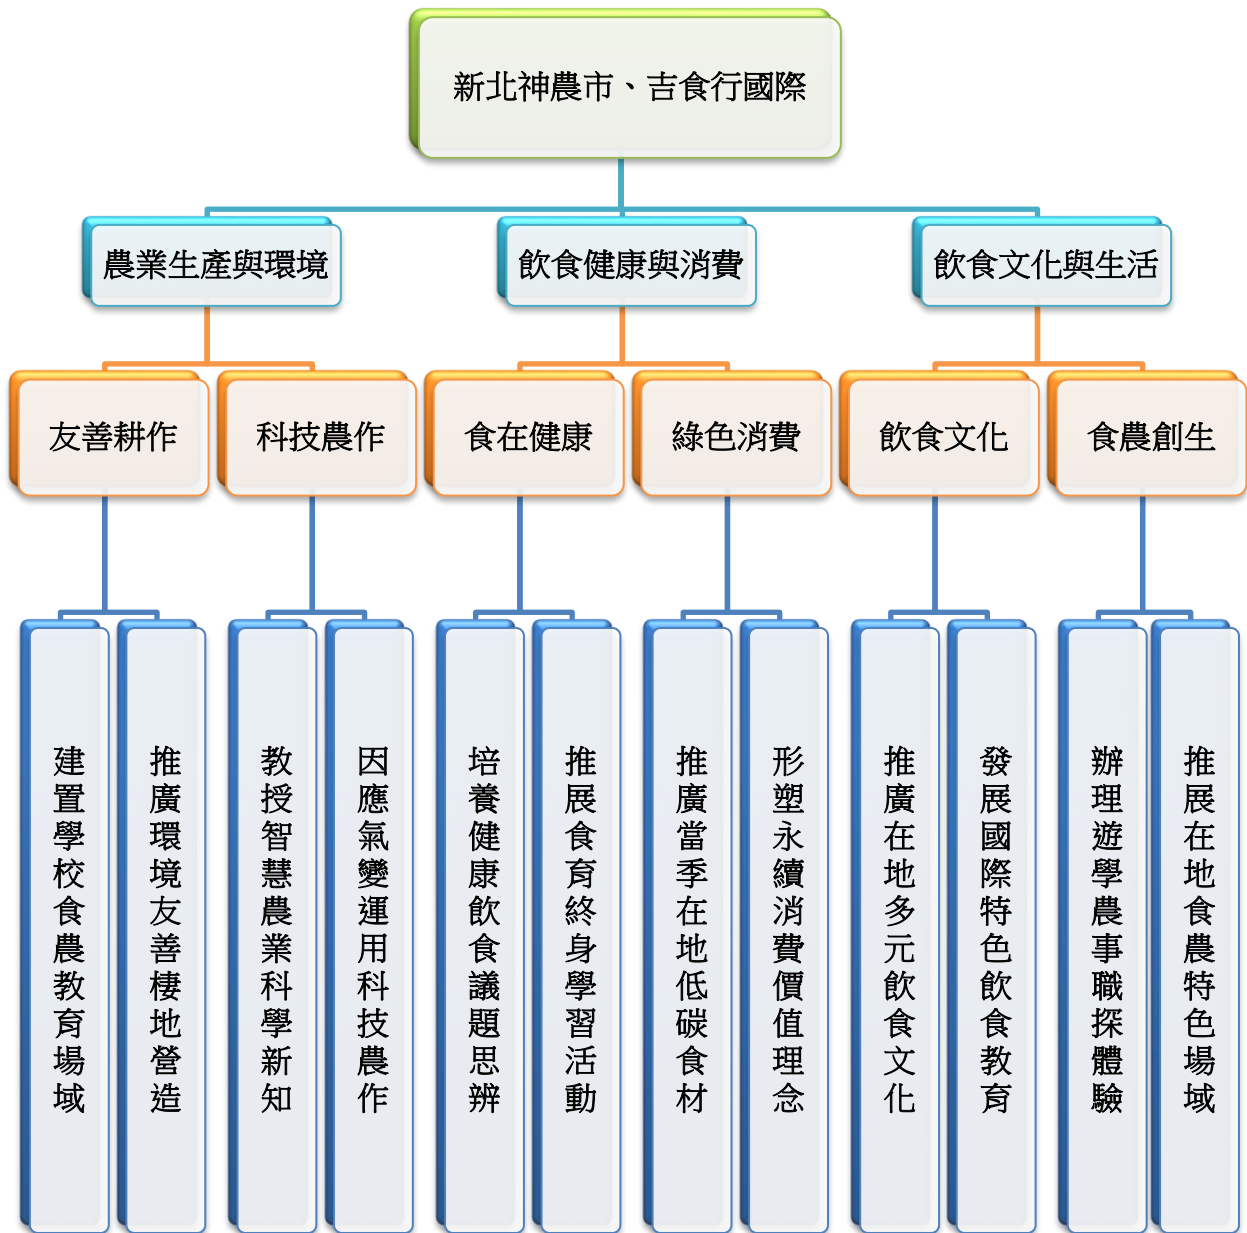 新北神農市、吉食行國際
農業生產與環境
飲食健康與消費
飲食文化與生活
友善耕作
科技農作
食在健康
綠色消費
飲食文化
食農創生
建置學校食農教育場域
推廣環境友善棲地營造
教授智慧農業科學新知
因應氣變運用科技農作
培養健康飲食議題思辨
推展食育終身學習活動
推廣當季在地低碳食材
形塑永續消費價值理念
推廣在地多元飲食文化
發展國際特色飲食教育
辦理遊學農事職探體驗
推展在地食農特色場域